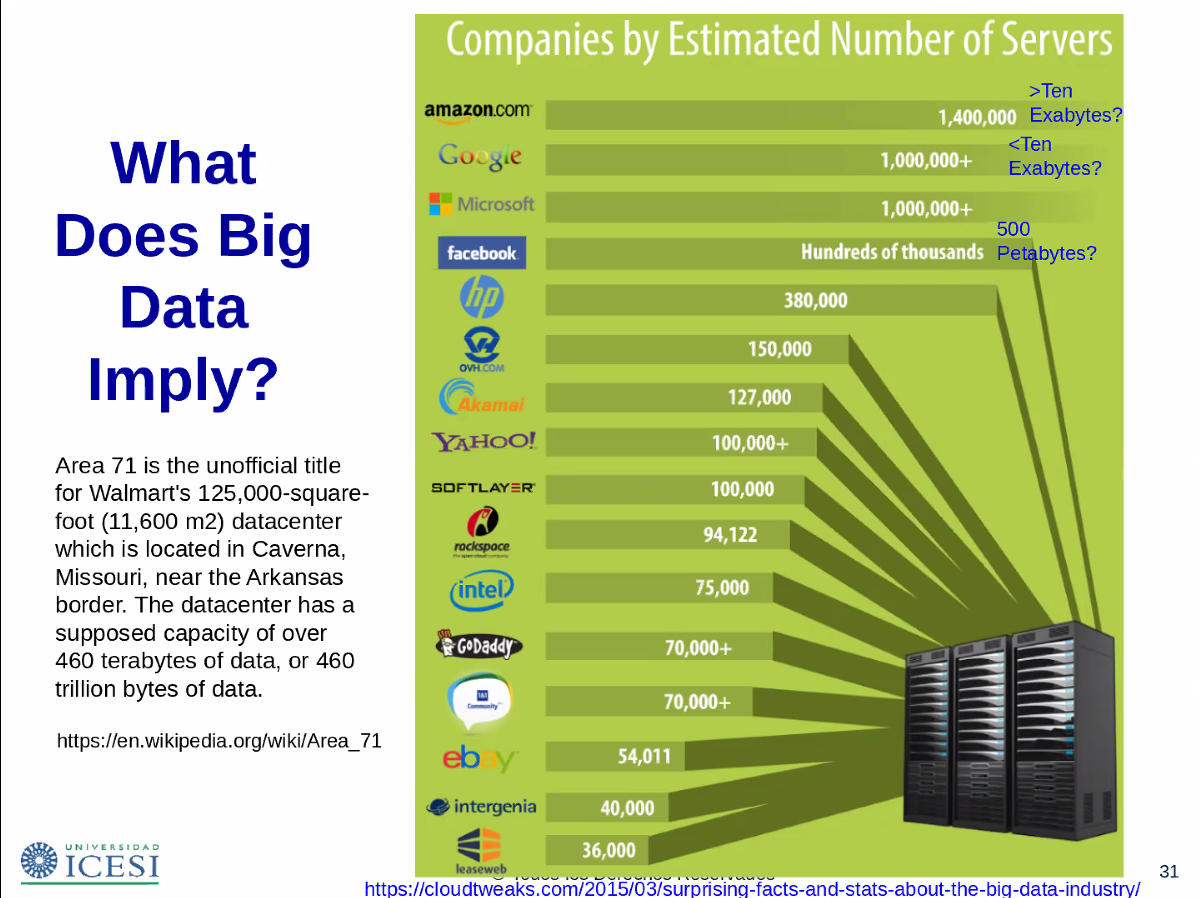 What
Does Big
Data
Imply?
Area 71 is the unofficial title
for Walmart's 125,000-square-
foot (11,600 m2) datacenter
which is located in Caverna,
Missouri, near the Arkansas
border. The datacenter has a
supposed capacity of over
460 terabytes of data, or 460
trillion bytes of data.
https://en.wikipedia.org/wiki/Area_71
UNIVERSIDAD
ICESI
Companies by Estimated Number of Servers
amazon.com 1,400,000 >Ten
Exabytes?
Google 1,000,000+ <Ten
Exabytes?
Microsoft 1,000,000+
facebook Hundreds of thousands 500
Petabytes?
hp 380,000
OVH.COM 150,000
Akamai 127,000
YAHOO! 100,000+
SOFTLAYER 100,000
rackspace 94,122
intel 75,000
GoDaddy 70,000+
1&1
Community 70,000+
ebay 54,011
intergenia 40,000
leaseweb 36,000
© Todos los Derechos Reservados
31
https://cloudtweaks.com/2015/03/surprising-facts-and-stats-about-the-big-data-industry/